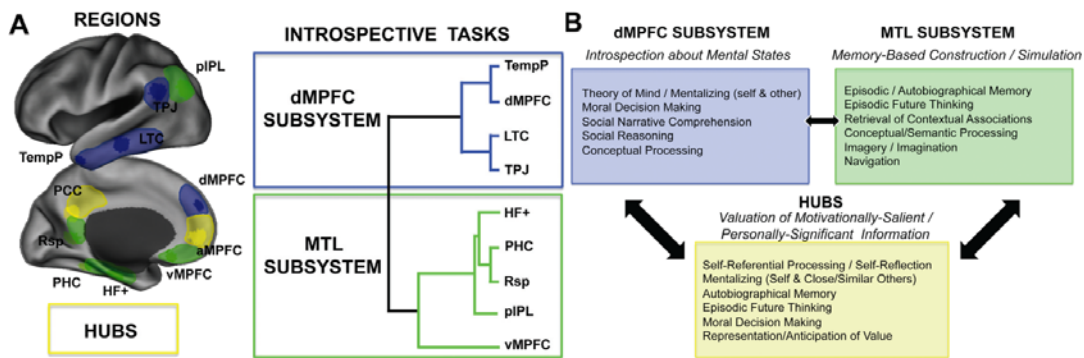 A
REGIONS
pIPL
TPJ
LTC
TempP
dMPFC
PCC
Rsp
aMPFC
vMPFC
PHC
HF+
HUBS
INTROSPECTIVE TASKS
dMPFC
SUBSYSTEM
TempP
dMPFC
LTC
TPJ
MTL
SUBSYSTEM
HF+
PHC
Rsp
pIPL
vMPFC
B
dMPFC SUBSYSTEM
Introspection about Mental States
Theory of Mind / Mentalizing (self & other)
Moral Decision Making
Social Narrative Comprehension
Social Reasoning
Conceptual Processing
MTL SUBSYSTEM
Memory-Based Construction / Simulation
Episodic / Autobiographical Memory
Episodic Future Thinking
Retrieval of Contextual Associations
Conceptual/Semantic Processing
Imagery / Imagination
Navigation
HUBS
Valuation of Motivationally-Salient /
Personally-Significant Information
Self-Referential Processing / Self-Reflection
Mentalizing (Self & Close/Similar Others)
Autobiographical Memory
Episodic Future Thinking
Moral Decision Making
Representation/Anticipation of Value